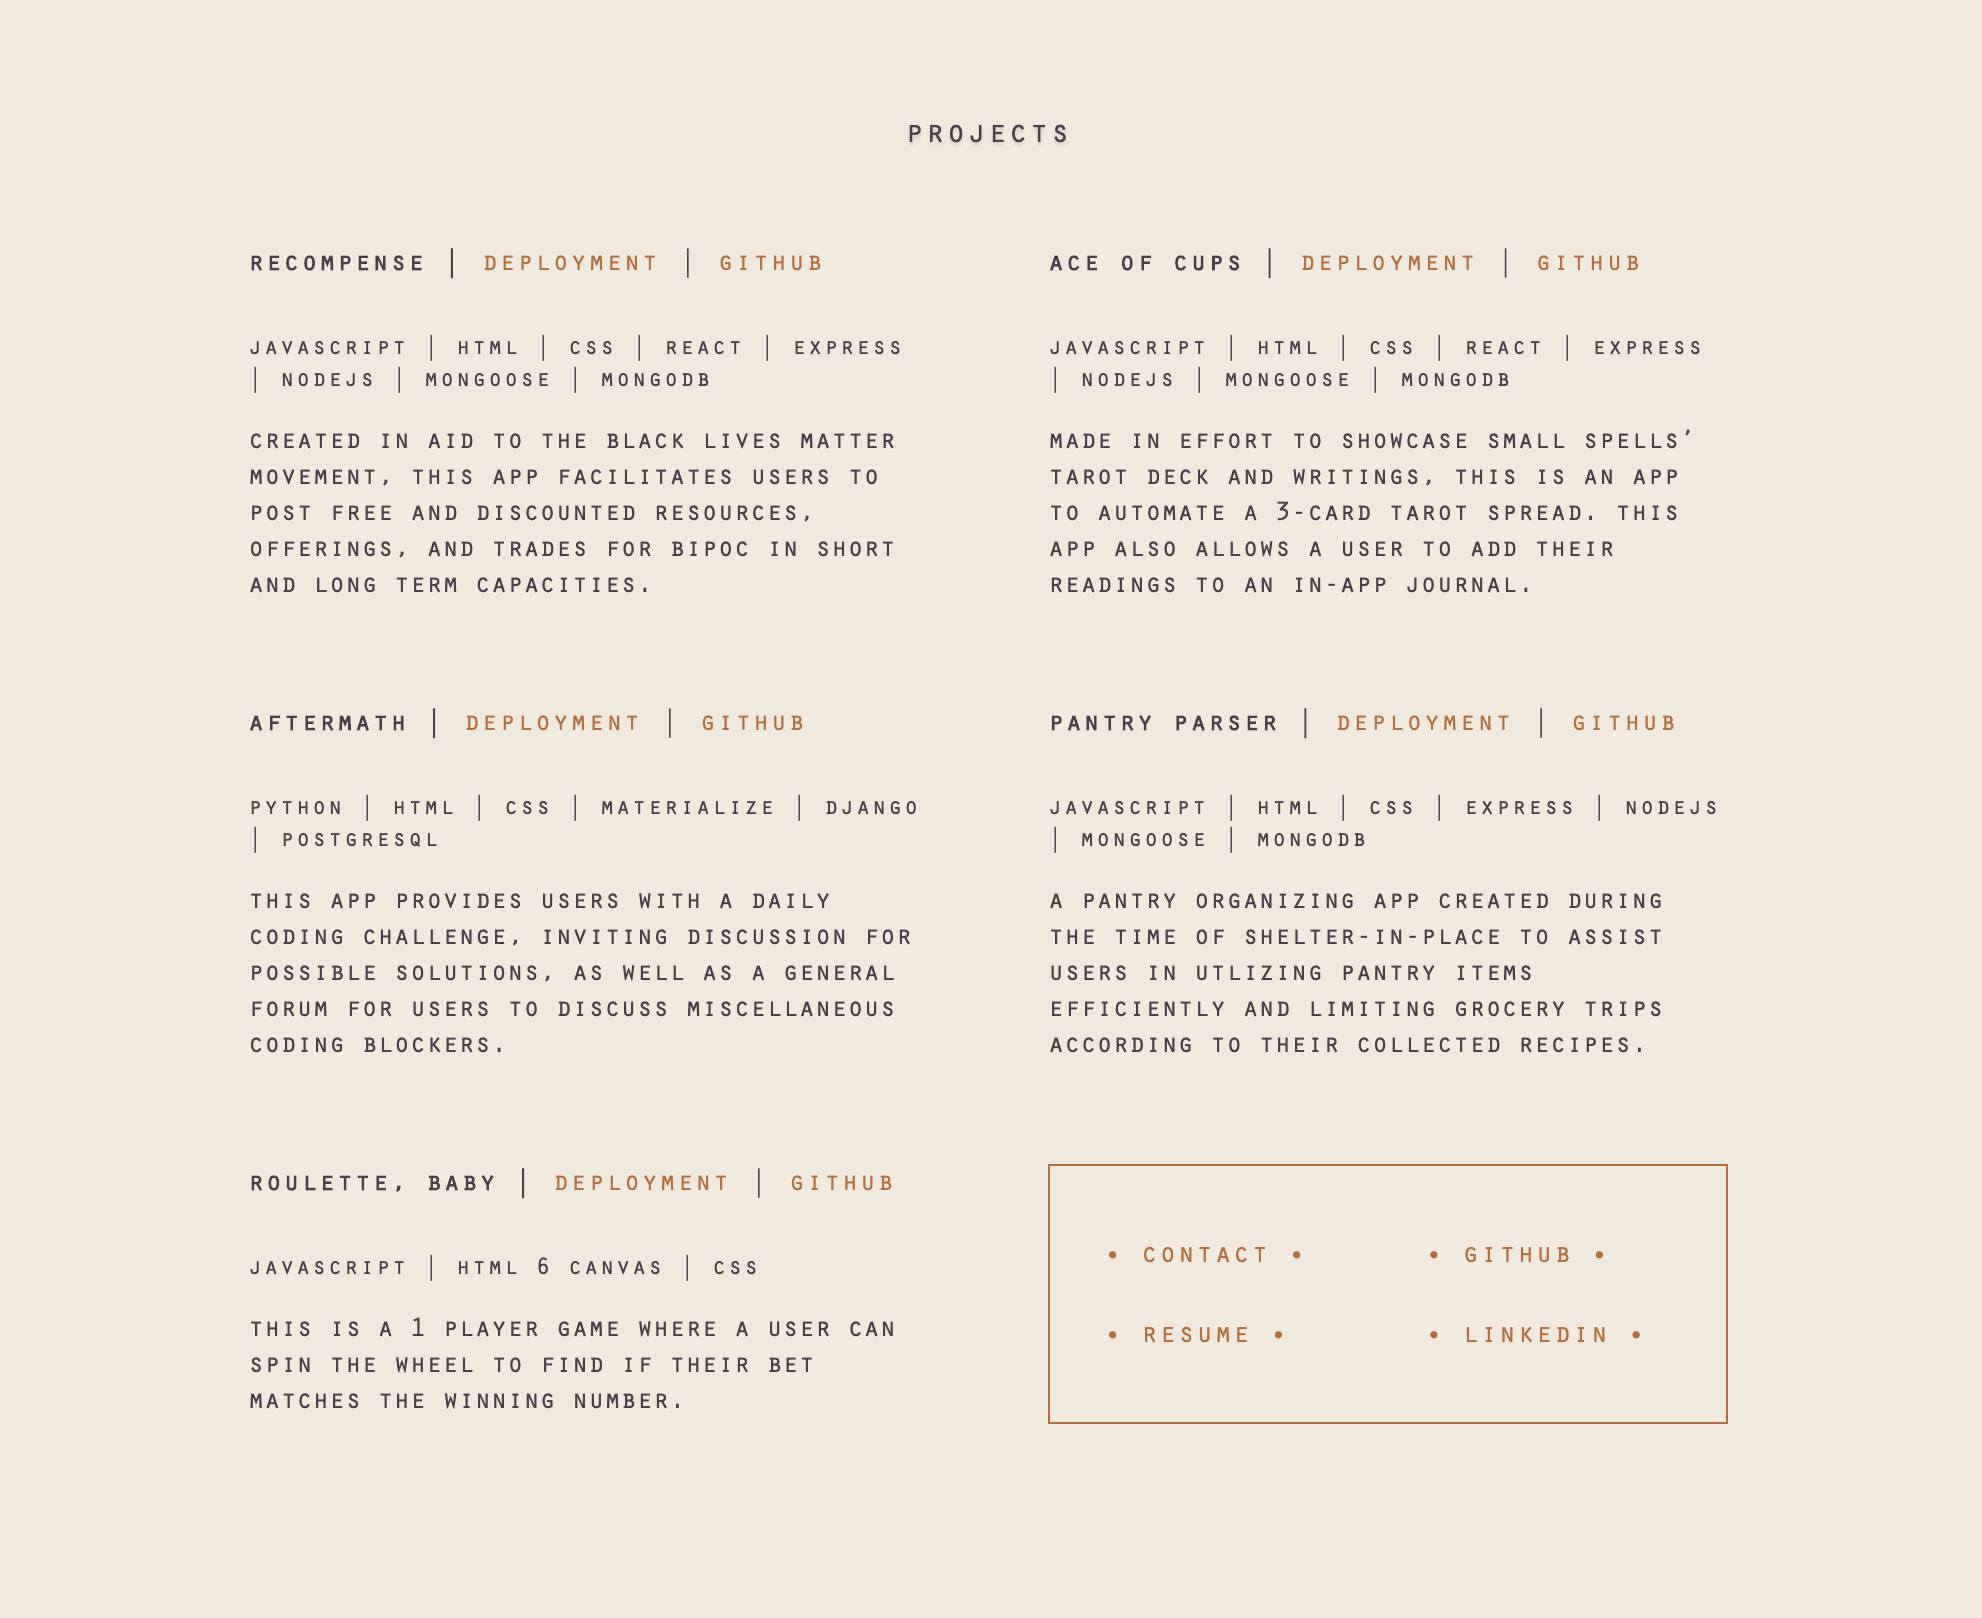 PROJECTS
RECOMPENSE | DEPLOYMENT | GITHUB
JAVASCRIPT | HTML | CSS | REACT | EXPRESS
| NODEJS | MONGOOSE | MONGODB
CREATED IN AID TO THE BLACK LIVES MATTER
MOVEMENT, THIS APP FACILITATES USERS TO
POST FREE AND DISCOUNTED RESOURCES,
OFFERINGS, AND TRADES FOR BIPOC IN SHORT
AND LONG TERM CAPACITIES.
ACE OF CUPS | DEPLOYMENT | GITHUB
JAVASCRIPT | HTML | CSS | REACT | EXPRESS
| NODEJS | MONGOOSE | MONGODB
MADE IN EFFORT TO SHOWCASE SMALL SPELLS’
TAROT DECK AND WRITINGS, THIS IS AN APP
TO AUTOMATE A 3-CARD TAROT SPREAD. THIS
APP ALSO ALLOWS A USER TO ADD THEIR
READINGS TO AN IN-APP JOURNAL.
AFTERMATH | DEPLOYMENT | GITHUB
PYTHON | HTML | CSS | MATERIALIZE | DJANGO
| POSTGRESQL
THIS APP PROVIDES USERS WITH A DAILY
CODING CHALLENGE, INVITING DISCUSSION FOR
POSSIBLE SOLUTIONS, AS WELL AS A GENERAL
FORUM FOR USERS TO DISCUSS MISCELLANEOUS
CODING BLOCKERS.
PANTRY PARSER | DEPLOYMENT | GITHUB
JAVASCRIPT | HTML | CSS | EXPRESS | NODEJS
| MONGOOSE | MONGODB
A PANTRY ORGANIZING APP CREATED DURING
THE TIME OF SHELTER-IN-PLACE TO ASSIST
USERS IN UTLIZING PANTRY ITEMS
EFFICIENTLY AND LIMITING GROCERY TRIPS
ACCORDING TO THEIR COLLECTED RECIPES.
ROULETTE, BABY | DEPLOYMENT | GITHUB
JAVASCRIPT | HTML 6 CANVAS | CSS
THIS IS A 1 PLAYER GAME WHERE A USER CAN
SPIN THE WHEEL TO FIND IF THEIR BET
MATCHES THE WINNING NUMBER.
• CONTACT • • GITHUB •
• RESUME • • LINKEDIN •